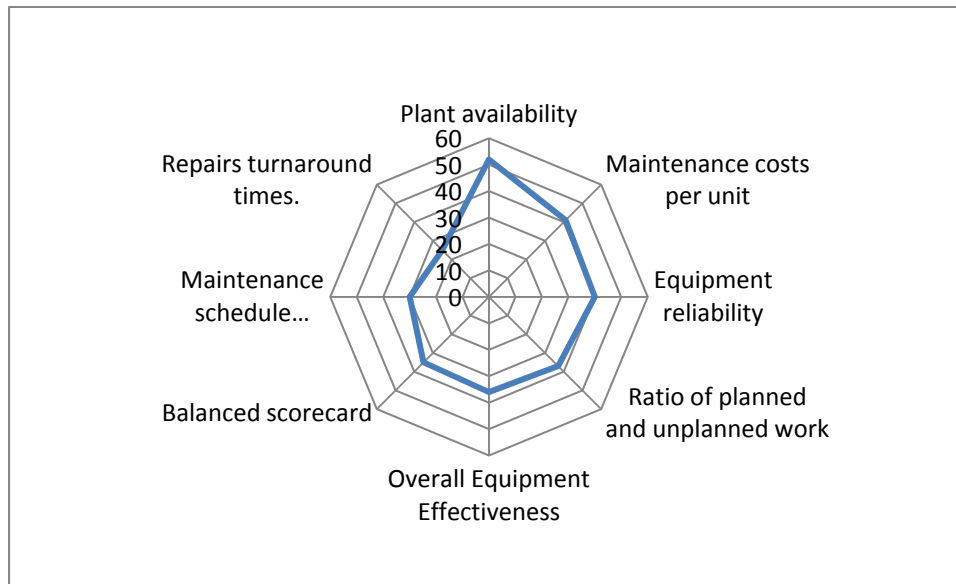 Plant availability
Maintenance costs
per unit
Equipment
reliability
Ratio of planned
and unplanned work
Overall Equipment
Effectiveness
Balanced scorecard
Maintenance
schedule…
Repairs turnaround
times.
60
50
40
30
20
10
0